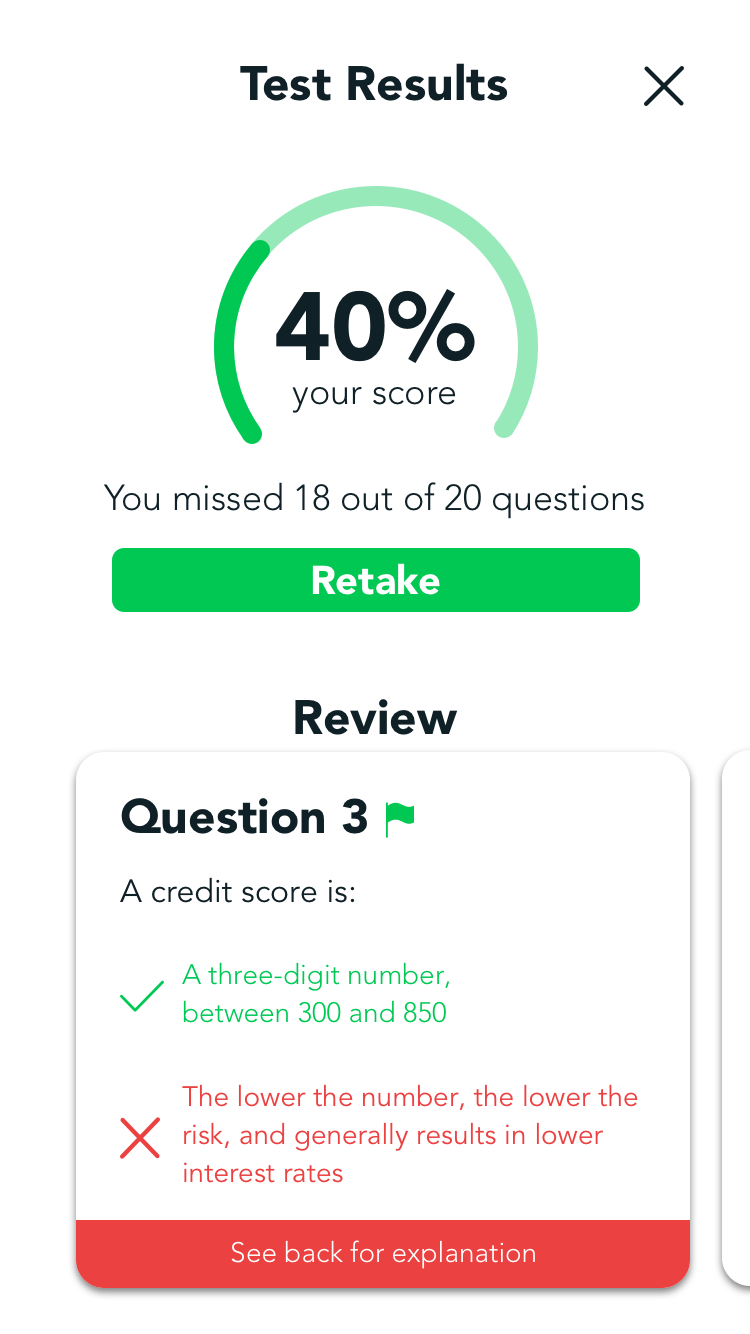 Test Results
40%
your score
You missed 18 out of 20 questions
Retake
Review
Question 3
A credit score is:
A three-digit number,
between 300 and 850
The lower the number, the lower the
risk, and generally results in lower
interest rates
See back for explanation